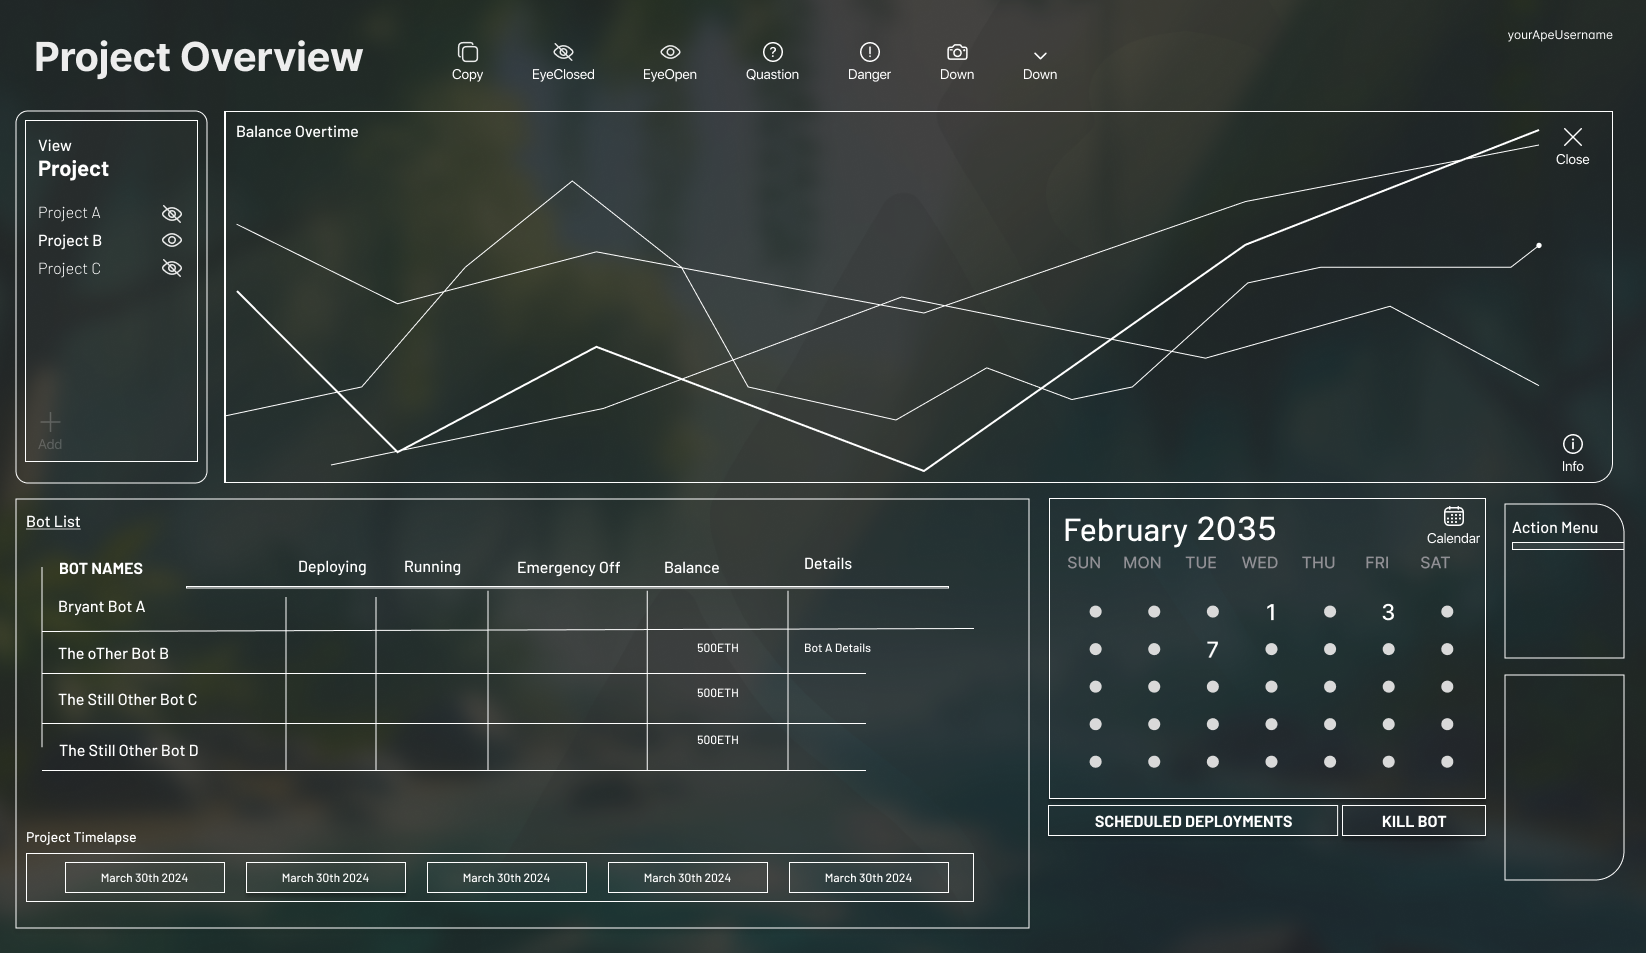 Project Overview
Copy
EyeClosed
EyeOpen
Quastion
Danger
Down
Down
yourApeUsername
View
Project
Project A
Project B
Project C
Add
Balance Overtime
Close
Info
Bot List
BOT NAMES Deploying Running Emergency Off Balance Details
Bryant Bot A
The oTher Bot B 500ETH Bot A Details
The Still Other Bot C 500ETH
The Still Other Bot D 500ETH
Project Timelapse
March 30th 2024 March 30th 2024 March 30th 2024 March 30th 2024 March 30th 2024
February 2035
Calendar
SUN MON TUE WED THU FRI SAT
1 3
7
SCHEDULED DEPLOYMENTS
KILL BOT
Action Menu